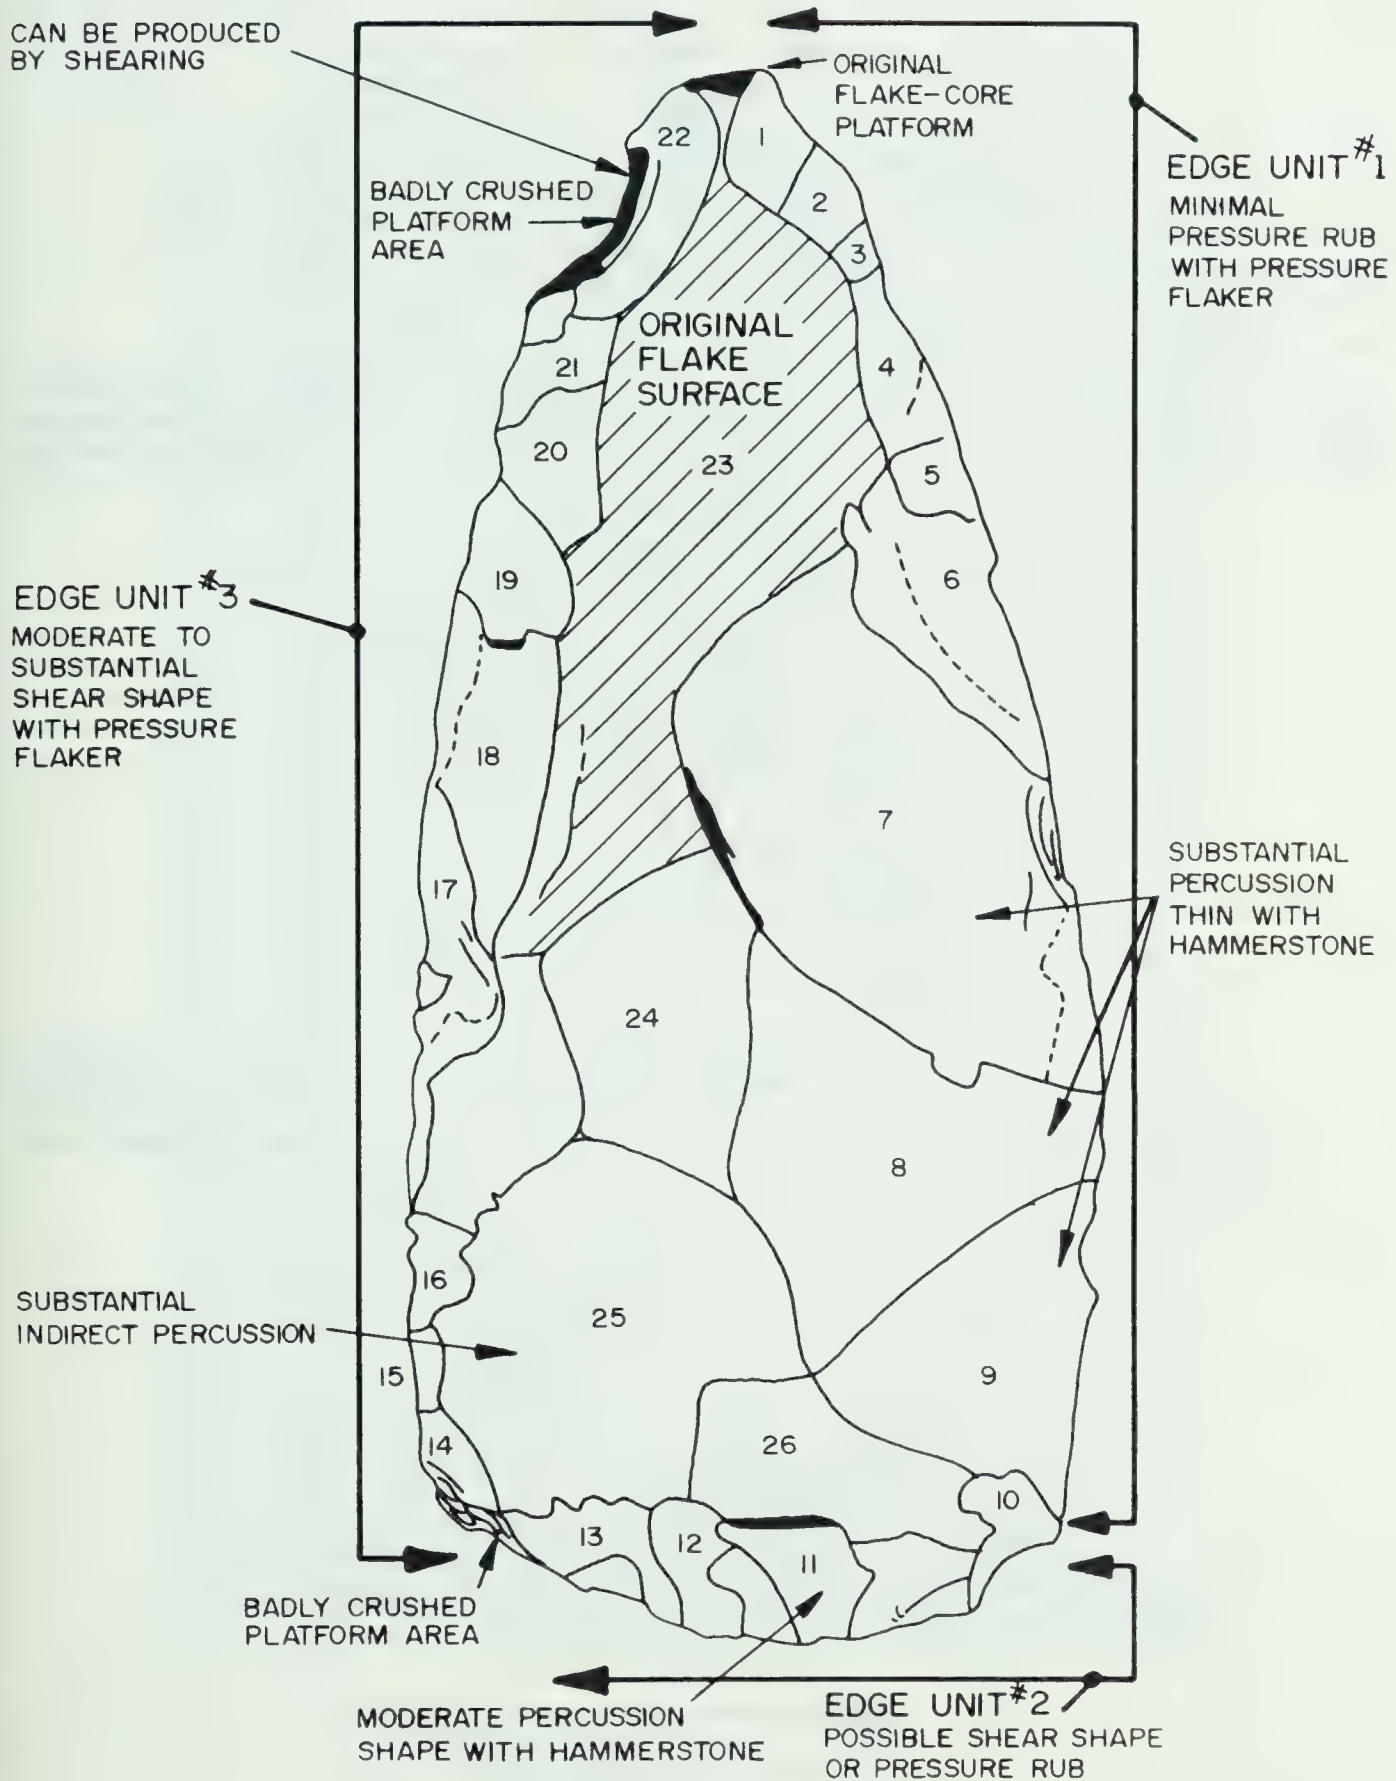 CAN BE PRODUCED
BY SHEARING
ORIGINAL
FLAKE-CORE
PLATFORM
EDGE UNIT #1
MINIMAL
PRESSURE RUB
WITH PRESSURE
FLAKER
BADLY CRUSHED
PLATFORM
AREA
22
1
2
3
ORIGINAL
FLAKE
SURFACE
21
4
20
23
5
19
6
EDGE UNIT #3
MODERATE TO
SUBSTANTIAL
SHEAR SHAPE
WITH PRESSURE
FLAKER
18
7
17
SUBSTANTIAL
PERCUSSION
THIN WITH
HAMMERSTONE
24
8
16
SUBSTANTIAL
INDIRECT PERCUSSION
25
15
9
14
26
10
13
12
11
BADLY CRUSHED
PLATFORM AREA
MODERATE PERCUSSION
SHAPE WITH HAMMERSTONE
EDGE UNIT #2
POSSIBLE SHEAR SHAPE
OR PRESSURE RUB